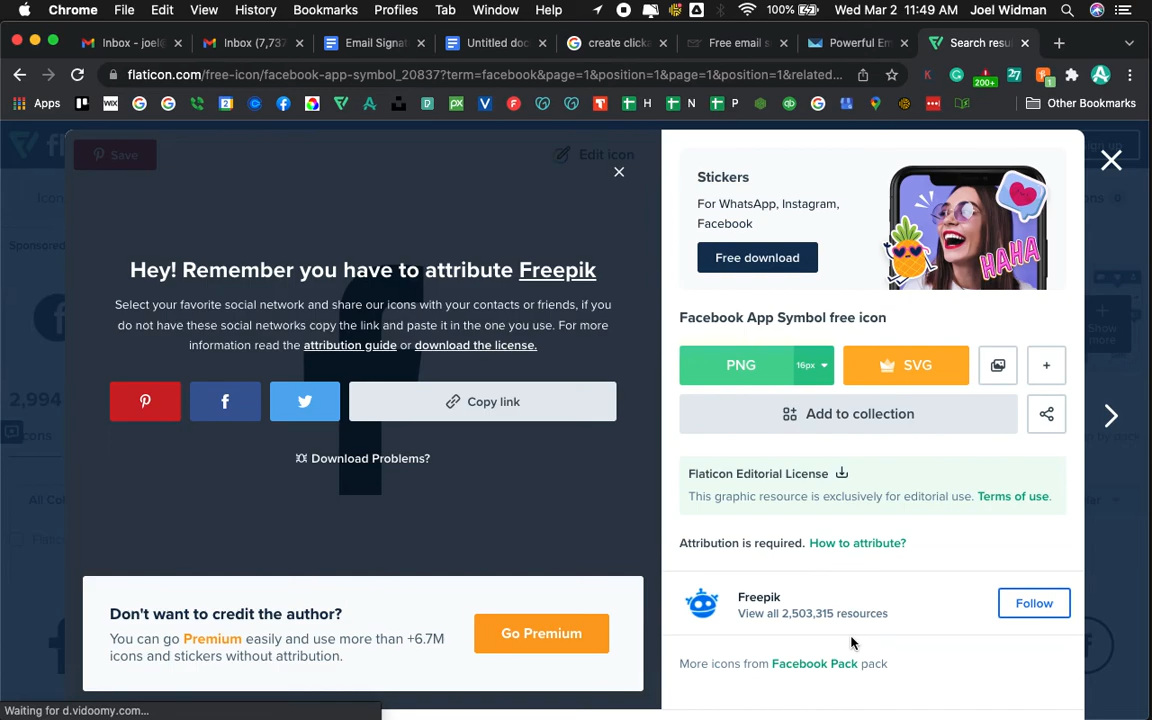 Chrome File Edit View History Bookmarks Profiles Tab Window Help 100% Wed Mar 2 11:49 AM Joel Widman
Inbox - joel@ Inbox (7,737 Email Signat Untitled doc create clicka Free email s Powerful Em Search resu
flaticon.com/free-icon/facebook-app-symbol_20837?term=facebook&page=1&position=1&page=1&position=1&related...
Apps H N P Other Bookmarks
Save
Edit icon
Hey! Remember you have to attribute Freepik
Select your favorite social network and share our icons with your contacts or friends, if you
do not have these social networks copy the link and paste it in the one you use. For more
information read the attribution guide or download the license.
Copy link
Download Problems?
Don't want to credit the author?
You can go Premium easily and use more than +6.7M
icons and stickers without attribution.
Go Premium
Stickers
For WhatsApp, Instagram,
Facebook
Free download
HAHA
Facebook App Symbol free icon
PNG 16px SVG
Add to collection
Flaticon Editorial License
This graphic resource is exclusively for editorial use. Terms of use.
Attribution is required. How to attribute?
Freepik
View all 2,503,315 resources
Follow
More icons from Facebook Pack pack
Show
more
2,994
All Col
Waiting for d.vidoomy.com...